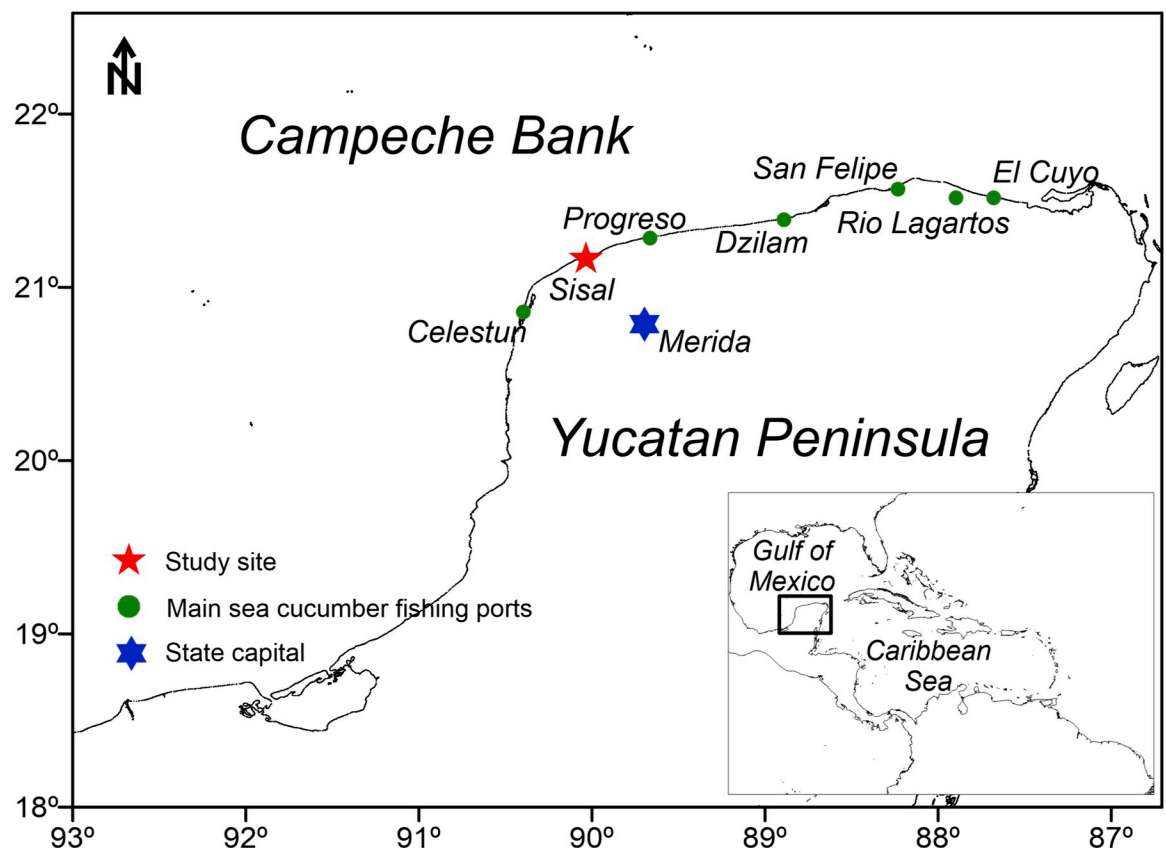 N
22º
Campeche Bank
San Felipe
El Cuyo
Progreso
Rio Lagartos
Dzilam
21º
Sisal
Celestun
Merida
Yucatan Peninsula
20º
Gulf of
Mexico
Study site
Main sea cucumber fishing ports
19º
State capital
Caribbean
Sea
18º
93º
92º
91º
90º
89º
88º
87º